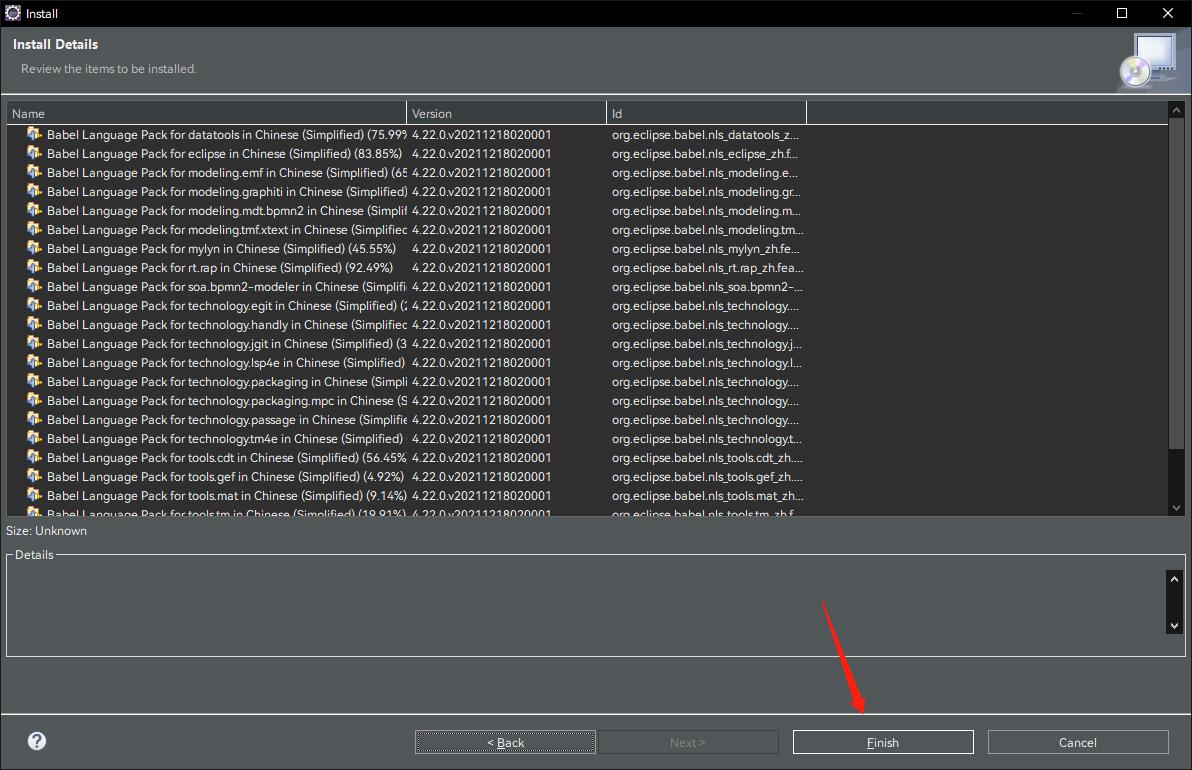 Install
Install Details
Review the items to be installed.
Name Version Id
Babel Language Pack for datatools in Chinese (Simplified) (75.99% 4.22.0.v20211218020001 org.eclipse.babel.nls_datatools_z...
Babel Language Pack for eclipse in Chinese (Simplified) (83.85%) 4.22.0.v20211218020001 org.eclipse.babel.nls_eclipse_zh.f...
Babel Language Pack for modeling.emf in Chinese (Simplified) (65 4.22.0.v20211218020001 org.eclipse.babel.nls_modeling.e...
Babel Language Pack for modeling.graphiti in Chinese (Simplified) 4.22.0.v20211218020001 org.eclipse.babel.nls_modeling.gr...
Babel Language Pack for modeling.mdt.bpmn2 in Chinese (Simplif 4.22.0.v20211218020001 org.eclipse.babel.nls_modeling.m...
Babel Language Pack for modeling.tmf.xtext in Chinese (Simplified 4.22.0.v20211218020001 org.eclipse.babel.nls_modeling.tm...
Babel Language Pack for mylyn in Chinese (Simplified) (45.55%) 4.22.0.v20211218020001 org.eclipse.babel.nls_mylyn_zh.fe...
Babel Language Pack for rt.rap in Chinese (Simplified) (92.49%) 4.22.0.v20211218020001 org.eclipse.babel.nls_rt.rap_zh.fea...
Babel Language Pack for soa.bpmn2-modeler in Chinese (Simplifi 4.22.0.v20211218020001 org.eclipse.babel.nls_soa.bpmn2-...
Babel Language Pack for technology.egit in Chinese (Simplified) (2 4.22.0.v20211218020001 org.eclipse.babel.nls_technology....
Babel Language Pack for technology.handly in Chinese (Simplified 4.22.0.v20211218020001 org.eclipse.babel.nls_technology....
Babel Language Pack for technology.jgit in Chinese (Simplified) (3 4.22.0.v20211218020001 org.eclipse.babel.nls_technology.j...
Babel Language Pack for technology.lsp4e in Chinese (Simplified) 4.22.0.v20211218020001 org.eclipse.babel.nls_technology.l...
Babel Language Pack for technology.packaging in Chinese (Simpli 4.22.0.v20211218020001 org.eclipse.babel.nls_technology....
Babel Language Pack for technology.packaging.mpc in Chinese (S 4.22.0.v20211218020001 org.eclipse.babel.nls_technology....
Babel Language Pack for technology.passage in Chinese (Simplifie 4.22.0.v20211218020001 org.eclipse.babel.nls_technology....
Babel Language Pack for technology.tm4e in Chinese (Simplified) 4.22.0.v20211218020001 org.eclipse.babel.nls_technology.t...
Babel Language Pack for tools.cdt in Chinese (Simplified) (56.45% 4.22.0.v20211218020001 org.eclipse.babel.nls_tools.cdt_zh....
Babel Language Pack for tools.gef in Chinese (Simplified) (4.92%) 4.22.0.v20211218020001 org.eclipse.babel.nls_tools.gef_zh....
Babel Language Pack for tools.mat in Chinese (Simplified) (9.14%) 4.22.0.v20211218020001 org.eclipse.babel.nls_tools.mat_zh...
Babel Language Pack for tools.tm in Chinese (Simplified) (19.91%) 4.22.0.v20211218020001 org.eclipse.babel.nls_tools.tm_zh.f...
Size: Unknown
Details
< Back Next > Finish Cancel